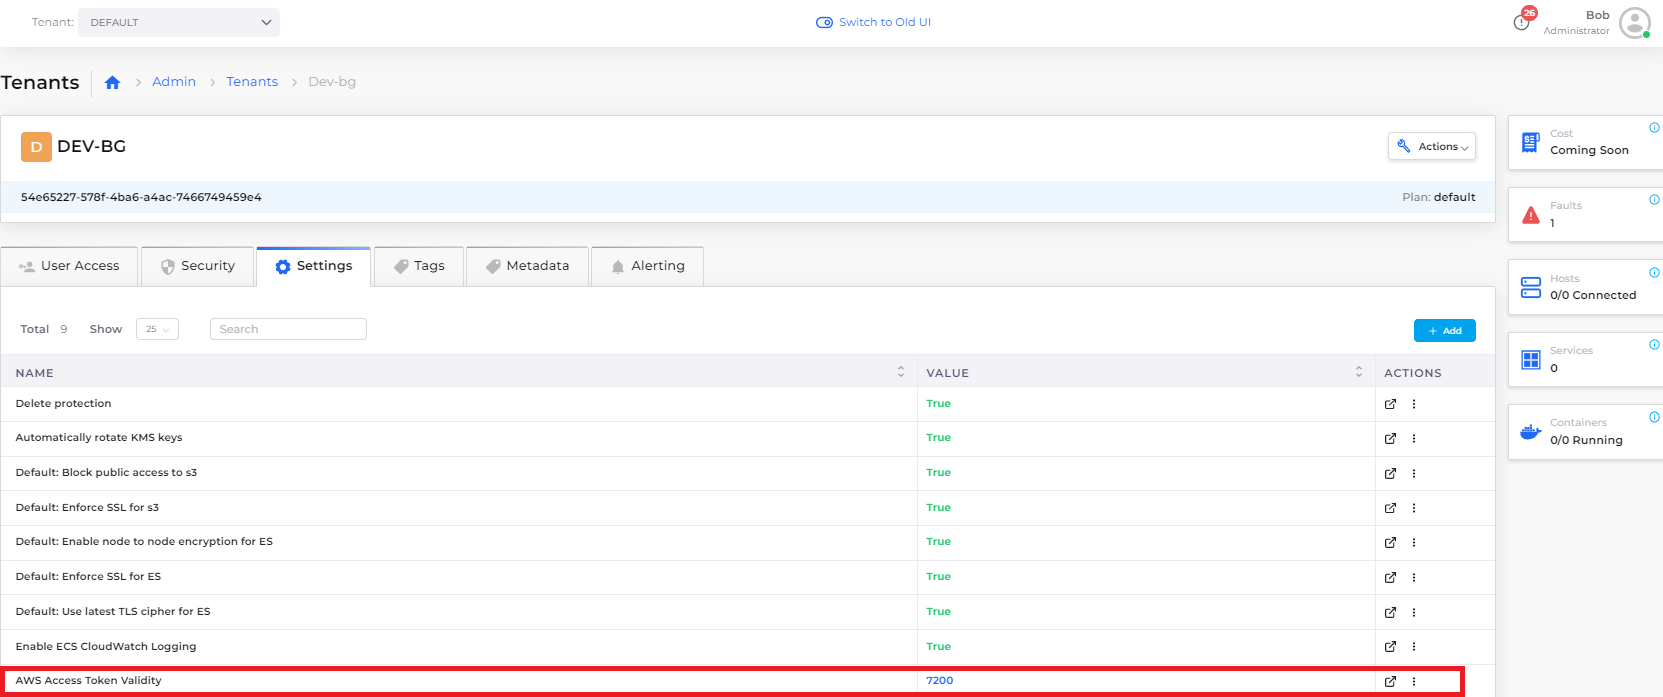 Tenant: DEFAULT
Switch to Old UI
26
Bob
Administrator
Tenants
Admin > Tenants > Dev-bg
D DEV-BG
Actions
54e65227-578f-4ba6-a4ac-7466749459e4
Plan: default
User Access Security Settings Tags Metadata Alerting
Total 9 Show 25 Search
+ Add
NAME VALUE ACTIONS
Delete protection True
Automatically rotate KMS keys True
Default: Block public access to s3 True
Default: Enforce SSL for s3 True
Default: Enable node to node encryption for ES True
Default: Enforce SSL for ES True
Default: Use latest TLS cipher for ES True
Enable ECS CloudWatch Logging True
AWS Access Token Validity 7200
Cost
Coming Soon
Faults
1
Hosts
0/0 Connected
Services
0
Containers
0/0 Running